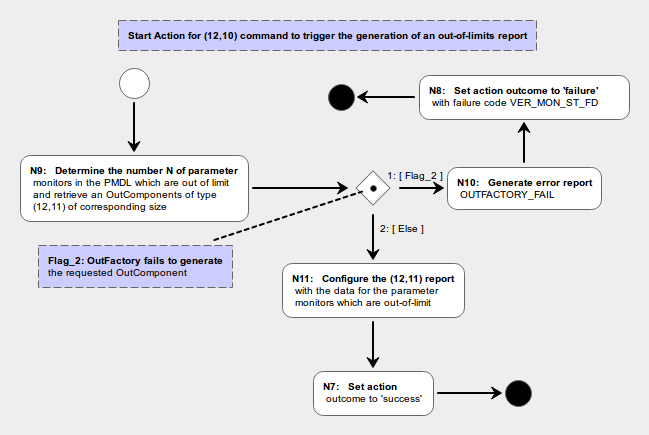 Start Action for (12,10) command to trigger the generation of an out-of-limits report
N8: Set action outcome to 'failure'
with failure code VER_MON_ST_FD
N9: Determine the number N of parameter
monitors in the PMDL which are out of limit
and retrieve an OutComponents of type
(12,11) of corresponding size
1: [ Flag_2 ]
N10: Generate error report
OUTFACTORY_FAIL
2: [ Else ]
Flag_2: OutFactory fails to generate
the requested OutComponent
N11: Configure the (12,11) report
with the data for the parameter
monitors which are out-of-limit
N7: Set action
outcome to 'success'